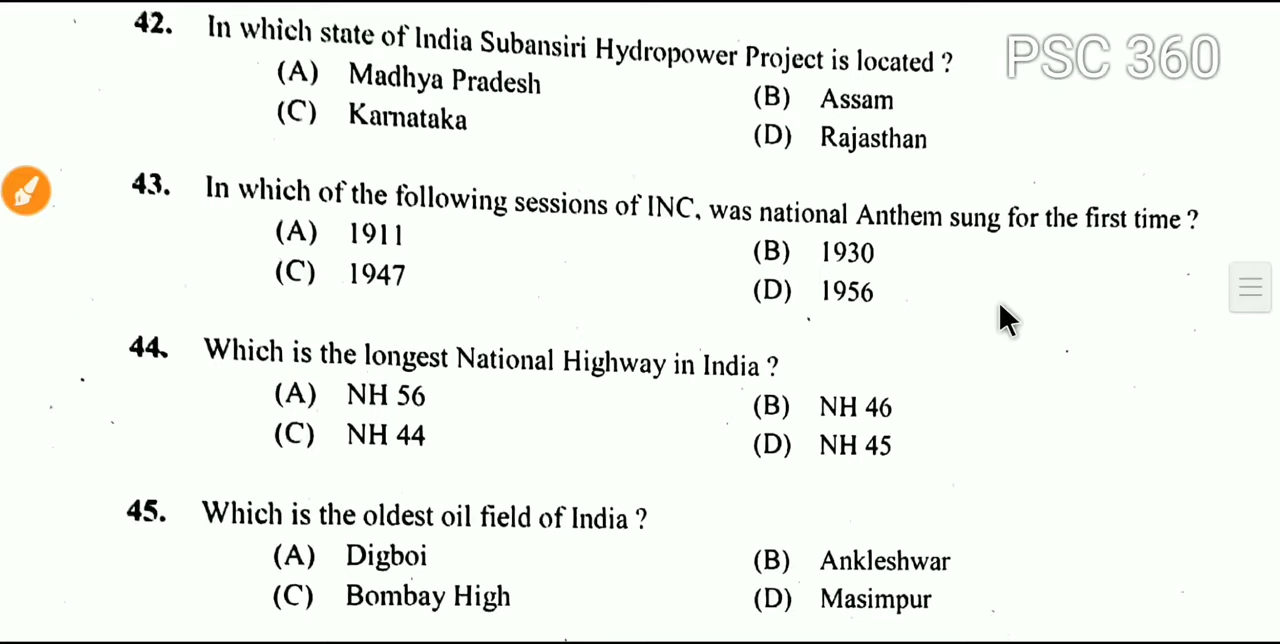 42. In which state of India Subansiri Hydropower Project is located ?
PSC 360
(A) Madhya Pradesh
(B) Assam
(C) Karnataka
(D) Rajasthan
43. In which of the following sessions of INC, was national Anthem sung for the first time ?
(A) 1911
(B) 1930
(C) 1947
(D) 1956
44. Which is the longest National Highway in India ?
(A) NH 56
(B) NH 46
(C) NH 44
(D) NH 45
45. Which is the oldest oil field of India ?
(A) Digboi
(B) Ankleshwar
(C) Bombay High
(D) Masimpur